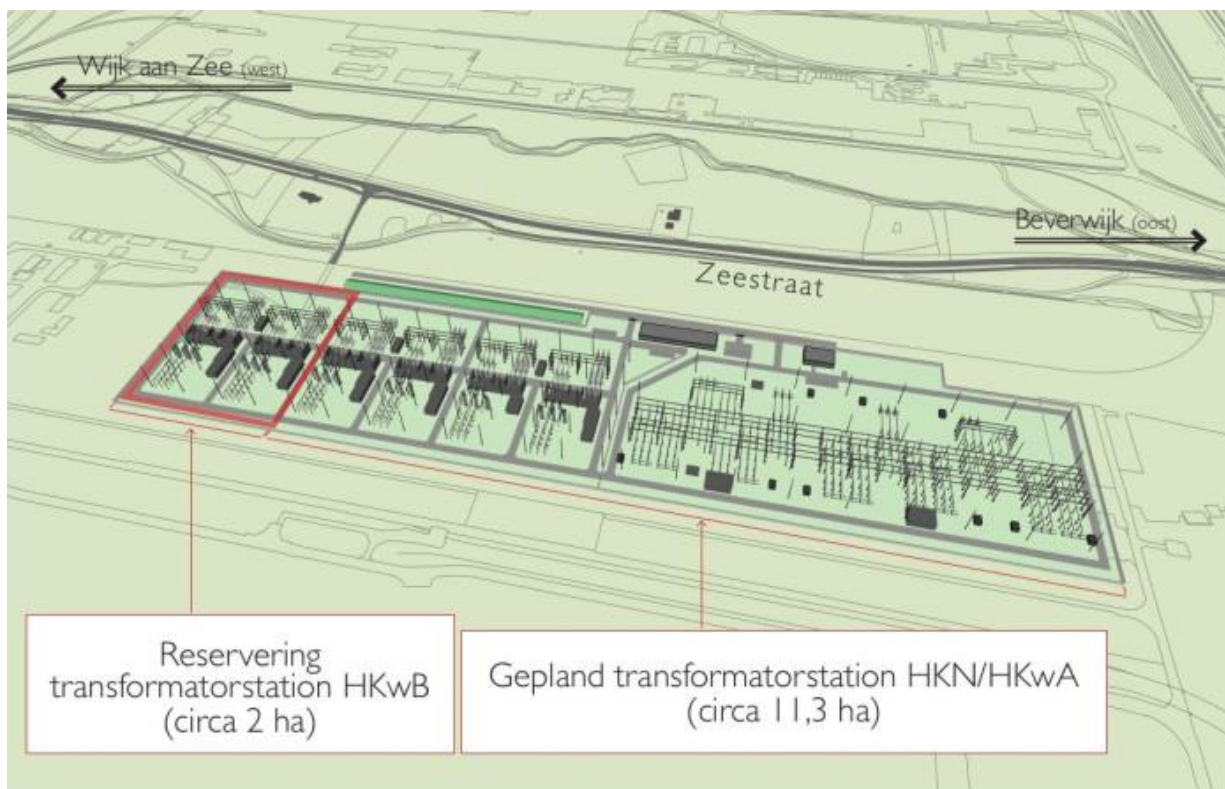 Wijk aan Zee (west)
Beverwijk (oost)
Zeestraat
Reservering
transformatorstation HKwB
(circa 2 ha)
Gepland transformatorstation HKN/HKwA
(circa 11,3 ha)